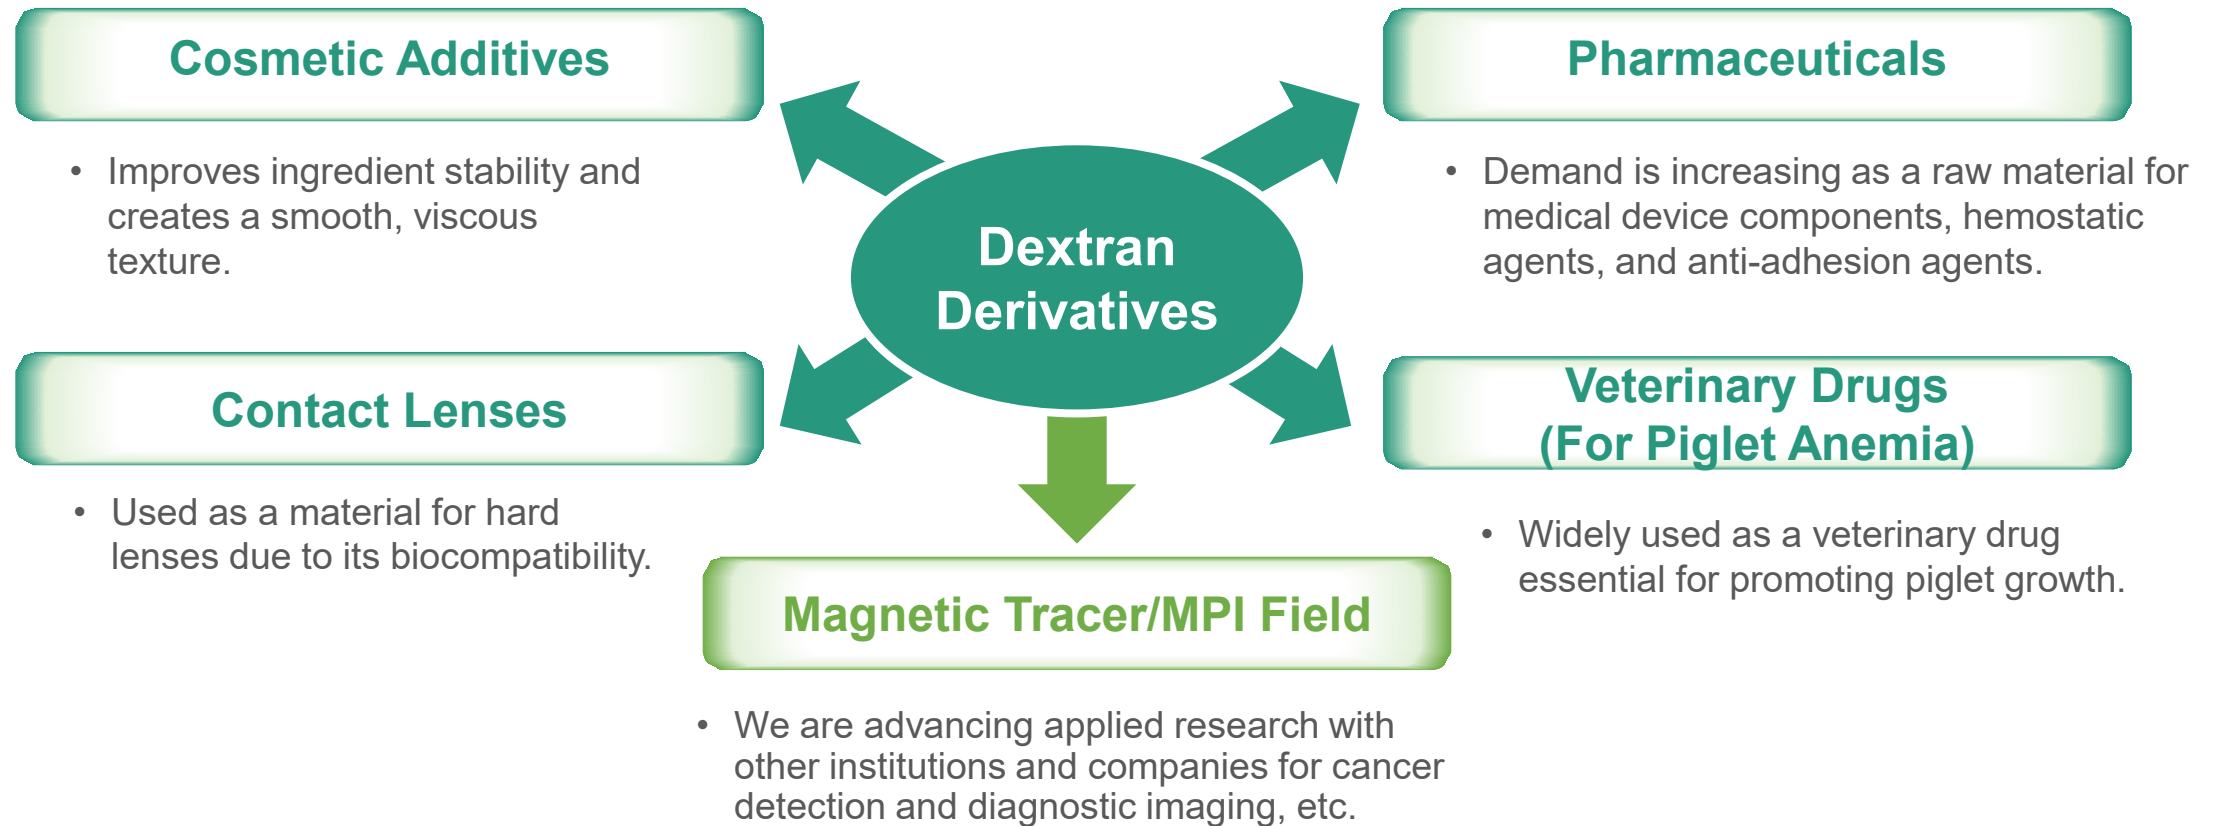 Cosmetic Additives
• Improves ingredient stability and
creates a smooth, viscous
texture.
Pharmaceuticals
• Demand is increasing as a raw material for
medical device components, hemostatic
agents, and anti-adhesion agents.
Dextran
Derivatives
Contact Lenses
• Used as a material for hard
lenses due to its biocompatibility.
Veterinary Drugs
(For Piglet Anemia)
• Widely used as a veterinary drug
essential for promoting piglet growth.
Magnetic Tracer/MPI Field
• We are advancing applied research with
other institutions and companies for cancer
detection and diagnostic imaging, etc.